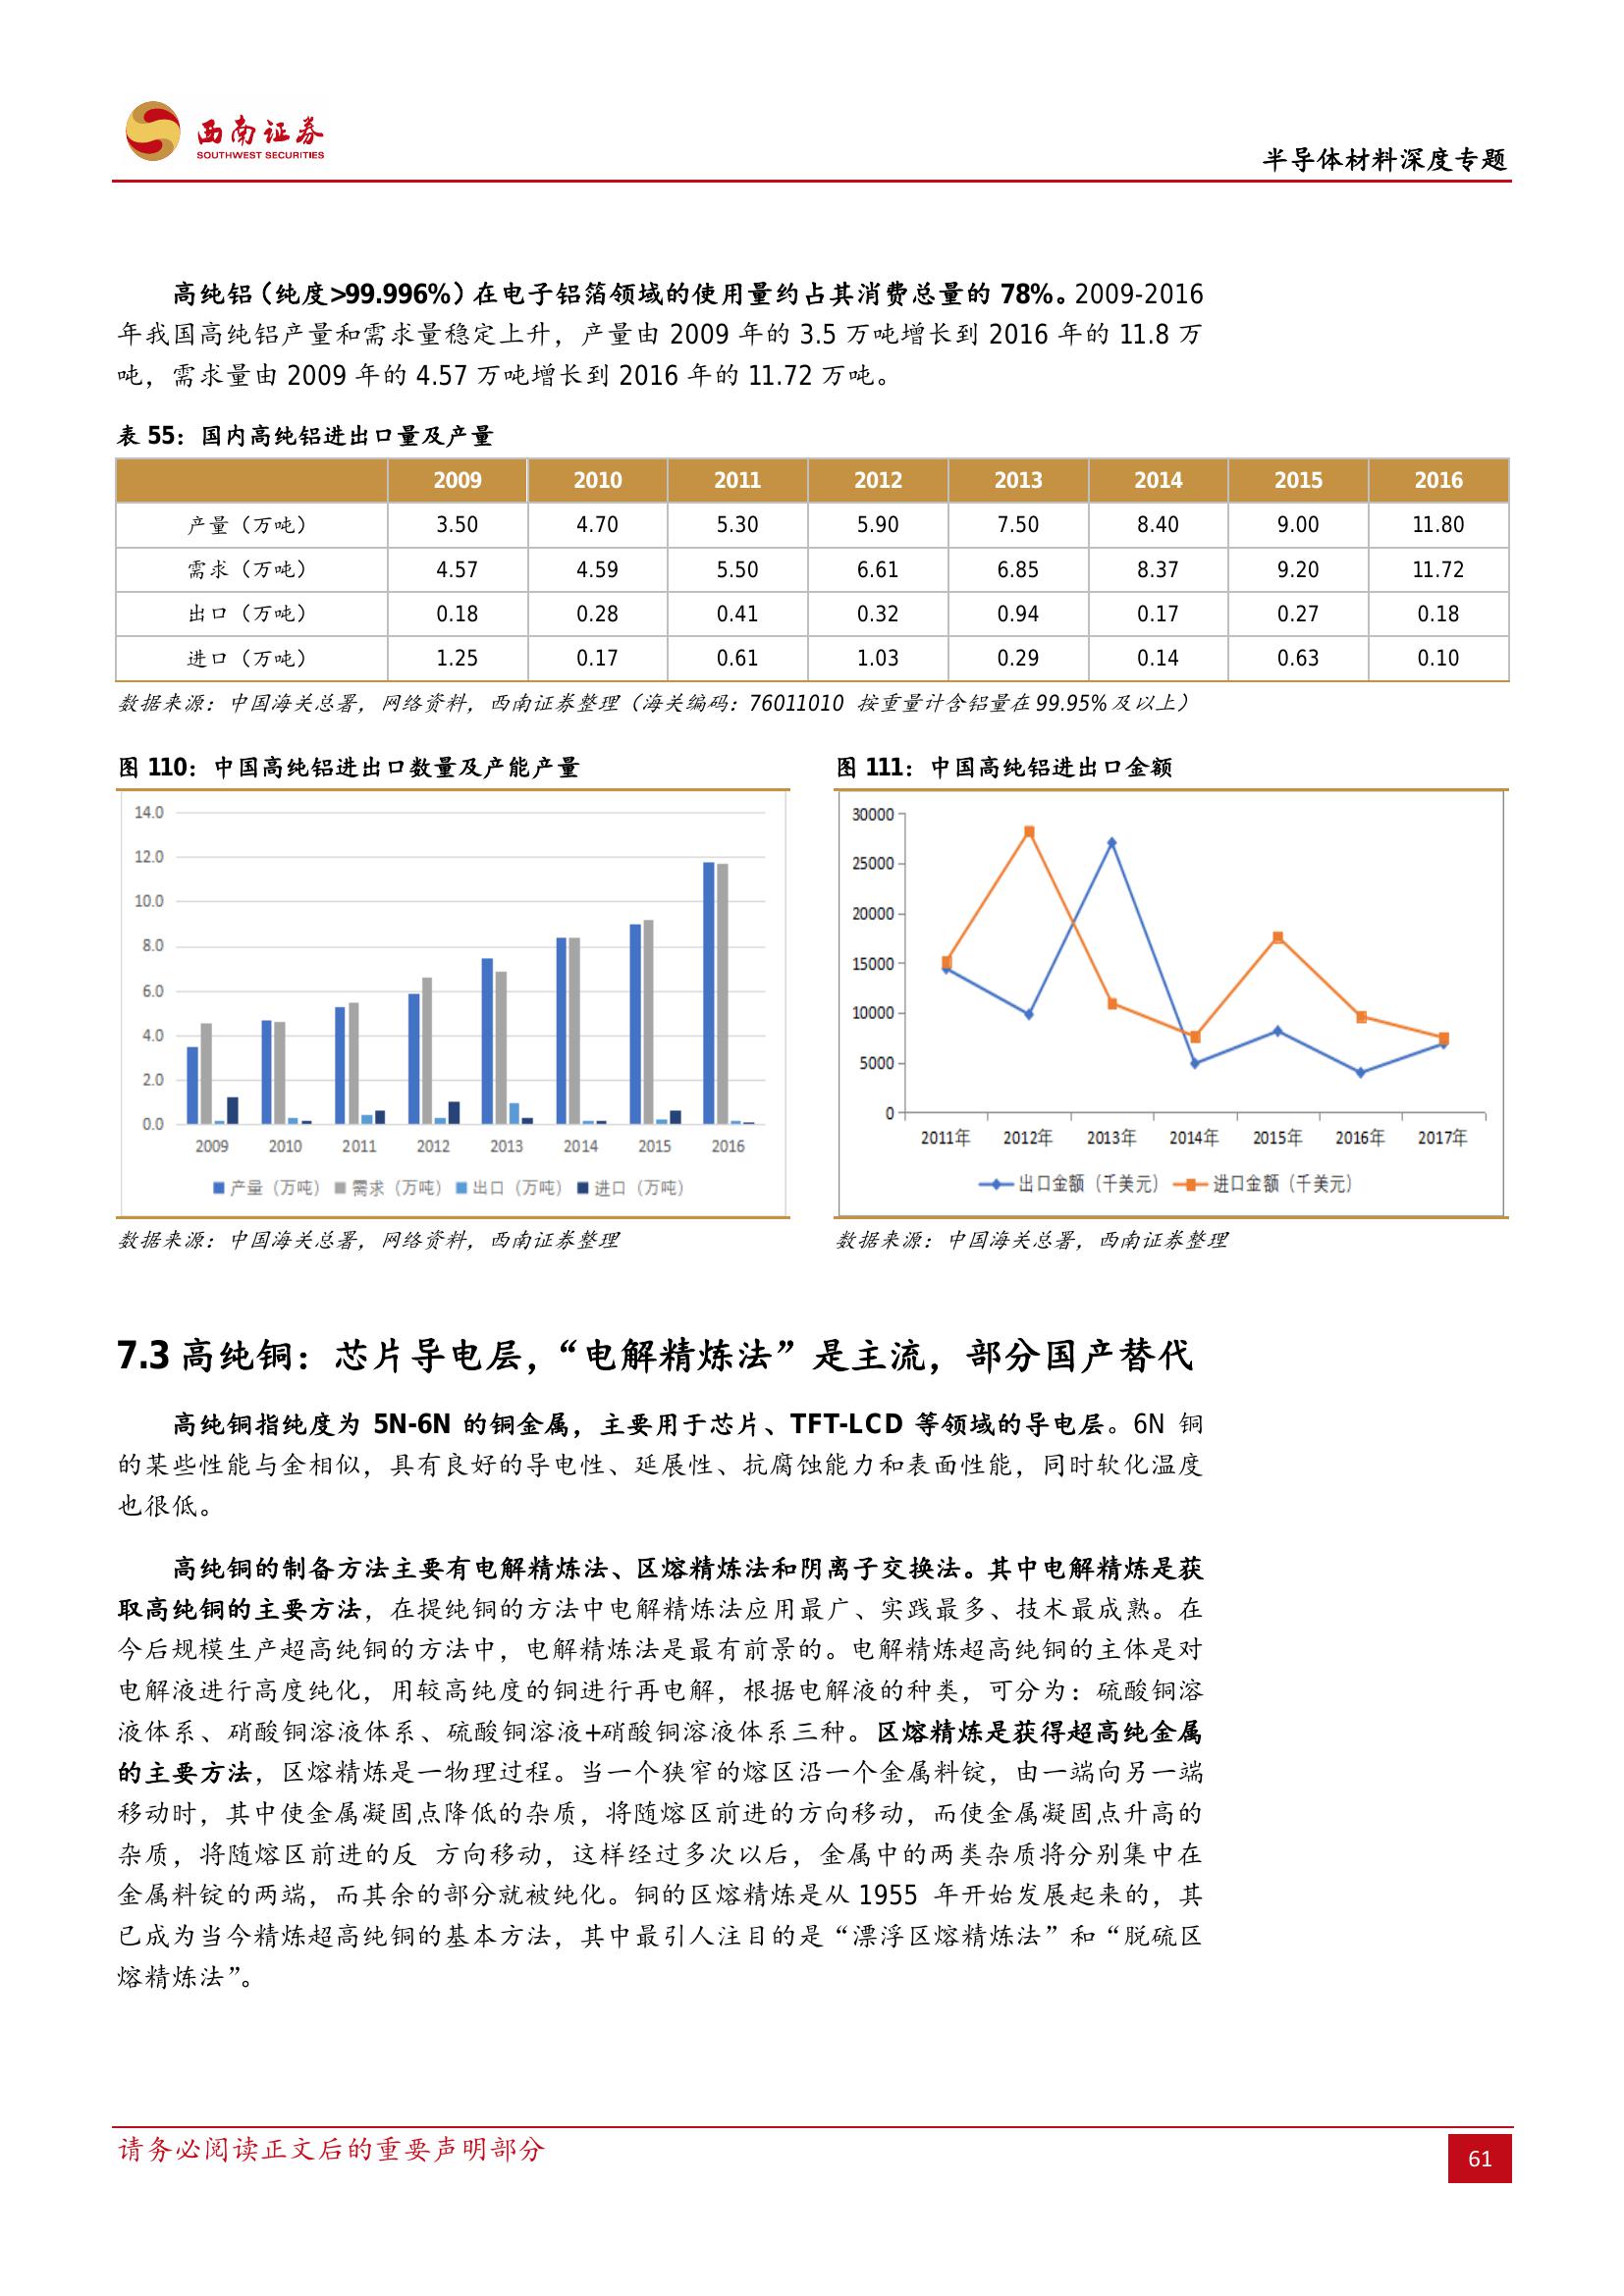 西南证券
SOUTHWEST SECURITIES
半导体材料深度专题
高纯铝（纯度>99.996%）在电子铝箔领域的使用量约占其消费总量的 78%。2009-2016
年我国高纯铝产量和需求量稳定上升，产量由 2009 年的 3.5 万吨增长到 2016 年的 11.8 万
吨，需求量由 2009 年的 4.57 万吨增长到 2016 年的 11.72 万吨。
表 55：国内高纯铝进出口量及产量
2009 2010 2011 2012 2013 2014 2015 2016
产量（万吨） 3.50 4.70 5.30 5.90 7.50 8.40 9.00 11.80
需求（万吨） 4.57 4.59 5.50 6.61 6.85 8.37 9.20 11.72
出口（万吨） 0.18 0.28 0.41 0.32 0.94 0.17 0.27 0.18
进口（万吨） 1.25 0.17 0.61 1.03 0.29 0.14 0.63 0.10
数据来源：中国海关总署，网络资料，西南证券整理（海关编码：76011010 按重量计含铝量在 99.95%及以上）
图 110：中国高纯铝进出口数量及产能产量
14.0
12.0
10.0
8.0
6.0
4.0
2.0
0.0
2009 2010 2011 2012 2013 2014 2015 2016
产量（万吨） 需求（万吨） 出口（万吨） 进口（万吨）
数据来源：中国海关总署，网络资料，西南证券整理
图 111：中国高纯铝进出口金额
30000
25000
20000
15000
10000
5000
0
2011年 2012年 2013年 2014年 2015年 2016年 2017年
出口金额（千美元） 进口金额（千美元）
数据来源：中国海关总署，西南证券整理
7.3 高纯铜：芯片导电层，“电解精炼法”是主流，部分国产替代
高纯铜指纯度为 5N-6N 的铜金属，主要用于芯片、TFT-LCD 等领域的导电层。6N 铜
的某些性能与金相似，具有良好的导电性、延展性、抗腐蚀能力和表面性能，同时软化温度
也很低。
高纯铜的制备方法主要有电解精炼法、区熔精炼法和阴离子交换法。其中电解精炼是获
取高纯铜的主要方法，在提纯铜的方法中电解精炼法应用最广、实践最多、技术最成熟。在
今后规模生产超高纯铜的方法中，电解精炼法是最有前景的。电解精炼超高纯铜的主体是对
电解液进行高度纯化，用较高纯度的铜进行再电解，根据电解液的种类，可分为：硫酸铜溶
液体系、硝酸铜溶液体系、硫酸铜溶液+硝酸铜溶液体系三种。区熔精炼是获得超高纯金属
的主要方法，区熔精炼是一物理过程。当一个狭窄的熔区沿一个金属料锭，由一端向另一端
移动时，其中使金属凝固点降低的杂质，将随熔区前进的方向移动，而使金属凝固点升高的
杂质，将随熔区前进的反 方向移动，这样经过多次以后，金属中的两类杂质将分别集中在
金属料锭的两端，而其余的部分就被纯化。铜的区熔精炼是从 1955 年开始发展起来的，其
已成为当今精炼超高纯铜的基本方法，其中最引人注目的是“漂浮区熔精炼法”和“脱硫区
熔精炼法”。
请务必阅读正文后的重要声明部分
61